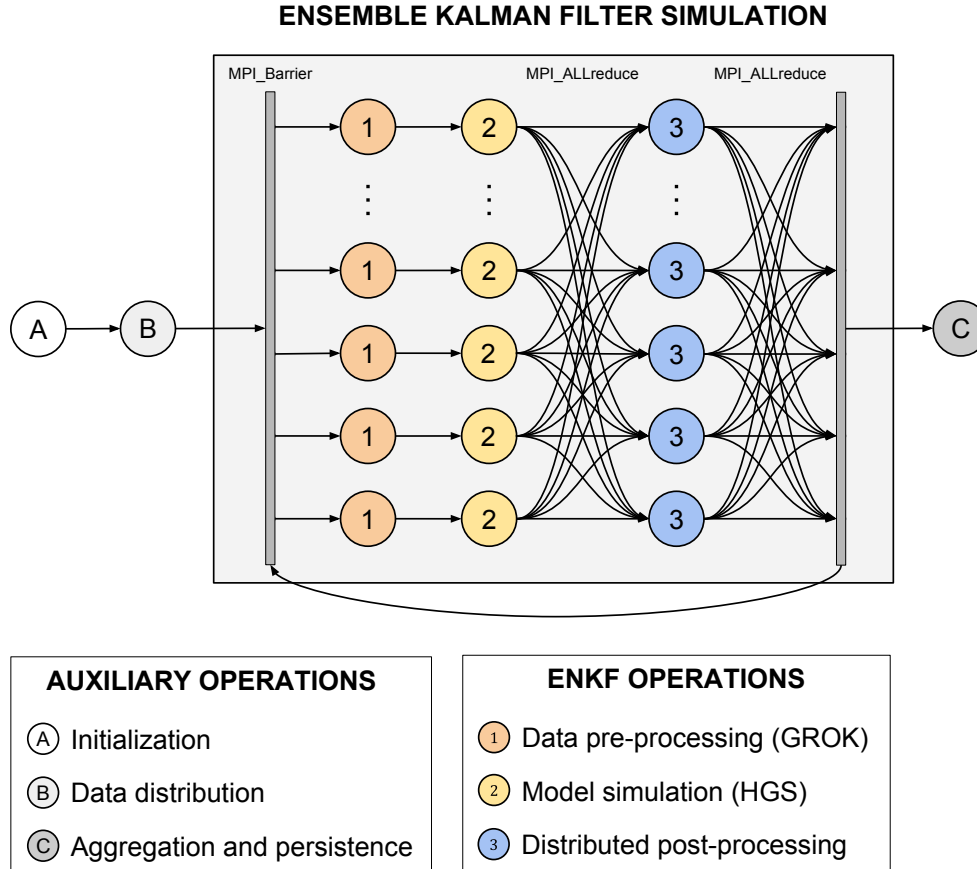 ENSEMBLE KALMAN FILTER SIMULATION
MPI_Barrier MPI_ALLreduce MPI_ALLreduce
1 2 3
⋮ ⋮ ⋮
1 2 3
A B 1 2 3 C
1 2 3
1 2 3
AUXILIARY OPERATIONS
A Initialization
B Data distribution
C Aggregation and persistence
ENKF OPERATIONS
1 Data pre-processing (GROK)
2 Model simulation (HGS)
3 Distributed post-processing